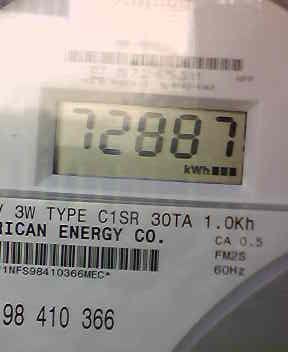 72887
kWh
3W TYPE C1SR 30TA 1.0Kh
RICAN ENERGY CO.
CA 0.5
FM2S
60Hz
1NFS98410366MEC*
98 410 366